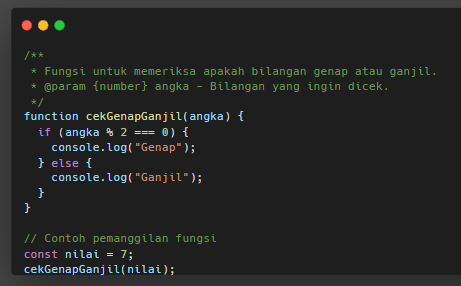 /**
 * Fungsi untuk memeriksa apakah bilangan genap atau ganjil.
 * @param {number} angka - Bilangan yang ingin dicek.
 */
function cekGenapGanjil(angka) {
  if (angka % 2 === 0) {
    console.log("Genap");
  } else {
    console.log("Ganjil");
  }
}

// Contoh pemanggilan fungsi
const nilai = 7;
cekGenapGanjil(nilai);